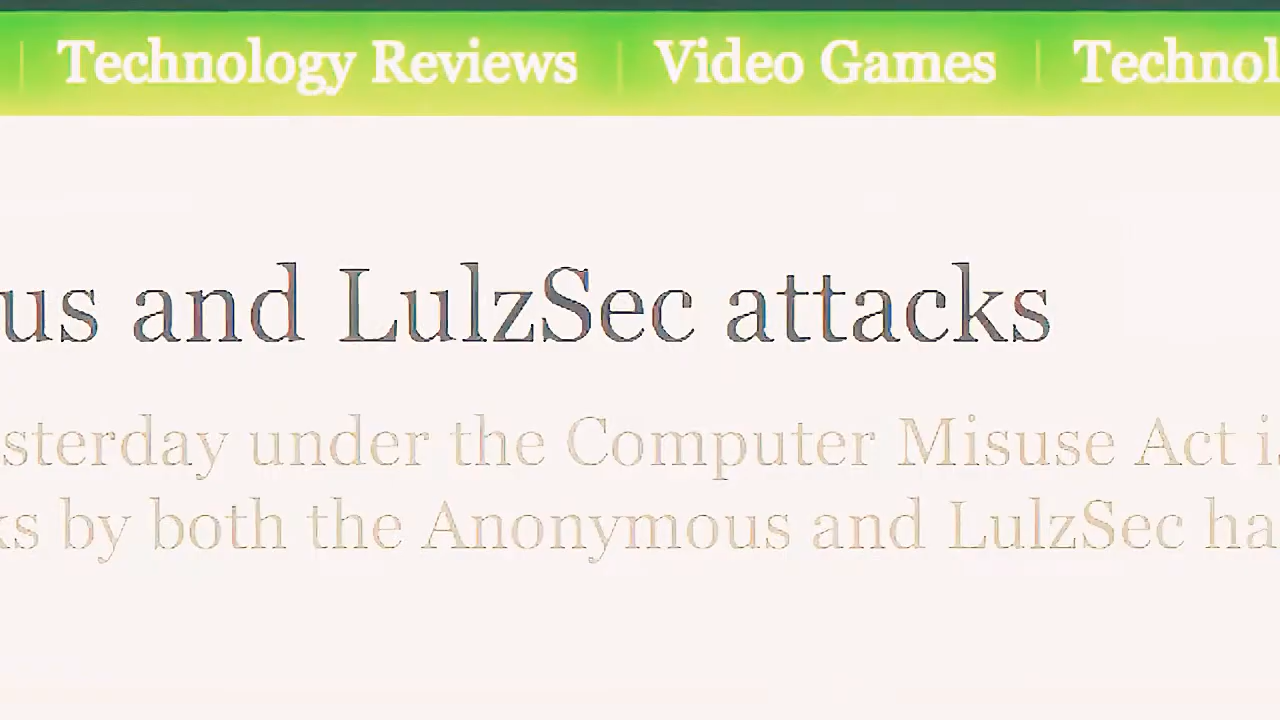 Technology Reviews Video Games Technol
us and LulzSec attacks
sterday under the Computer Misuse Act i
ks by both the Anonymous and LulzSec ha